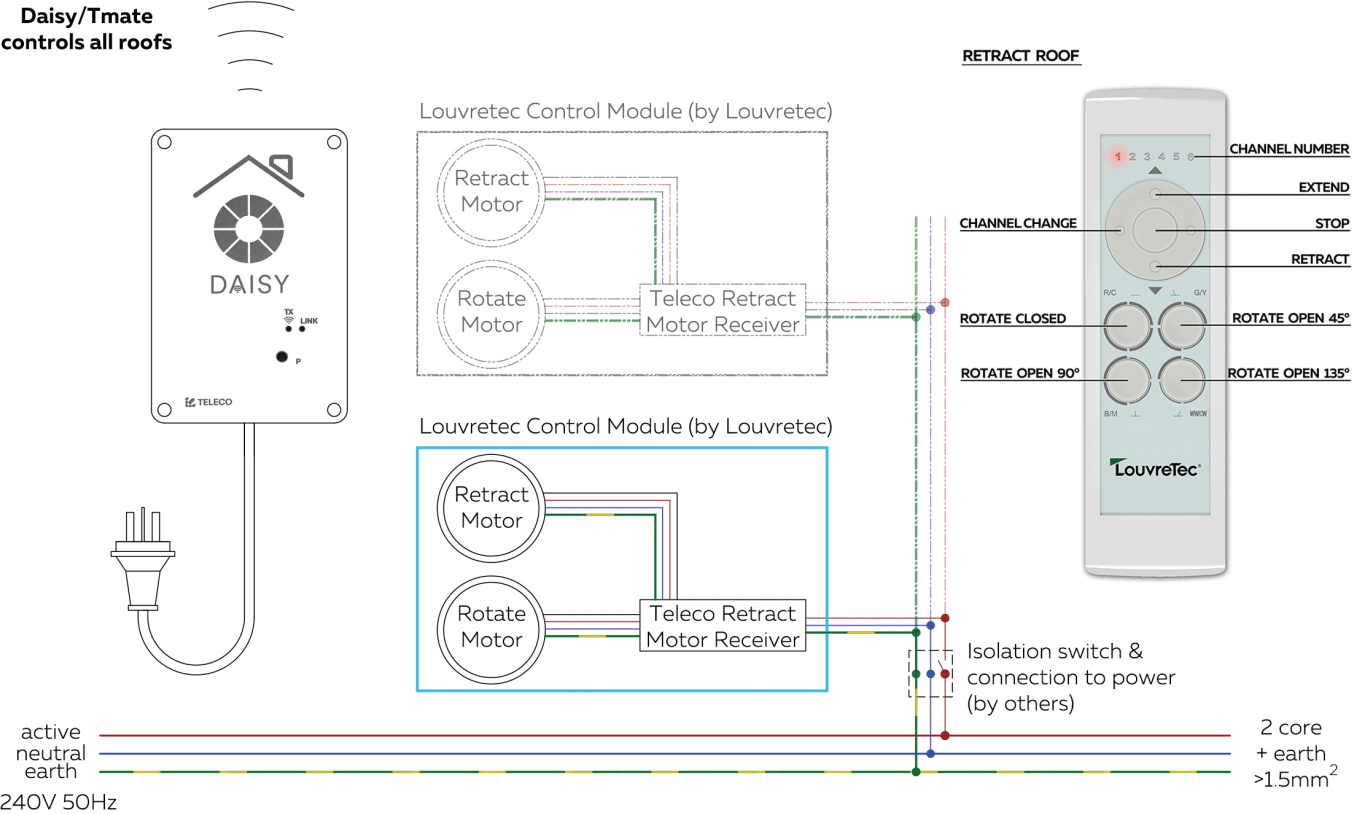 Daisy/Tmate
controls all roofs
DAISY
TX
LINK
P
TELECO
Louvretec Control Module (by Louvretec)
Retract
Motor
Rotate
Motor
Teleco Retract
Motor Receiver
Louvretec Control Module (by Louvretec)
Retract
Motor
Rotate
Motor
Teleco Retract
Motor Receiver
Isolation switch &
connection to power
(by others)
RETRACT ROOF
1 2 3 4 5 6
CHANNEL NUMBER
EXTEND
CHANNEL CHANGE
STOP
RETRACT
R/C
G/Y
ROTATE CLOSED
ROTATE OPEN 45°
ROTATE OPEN 90°
ROTATE OPEN 135°
B/M
WW/CW
LouvreTec®
active
neutral
earth
240V 50Hz
2 core
+ earth
>1.5mm²